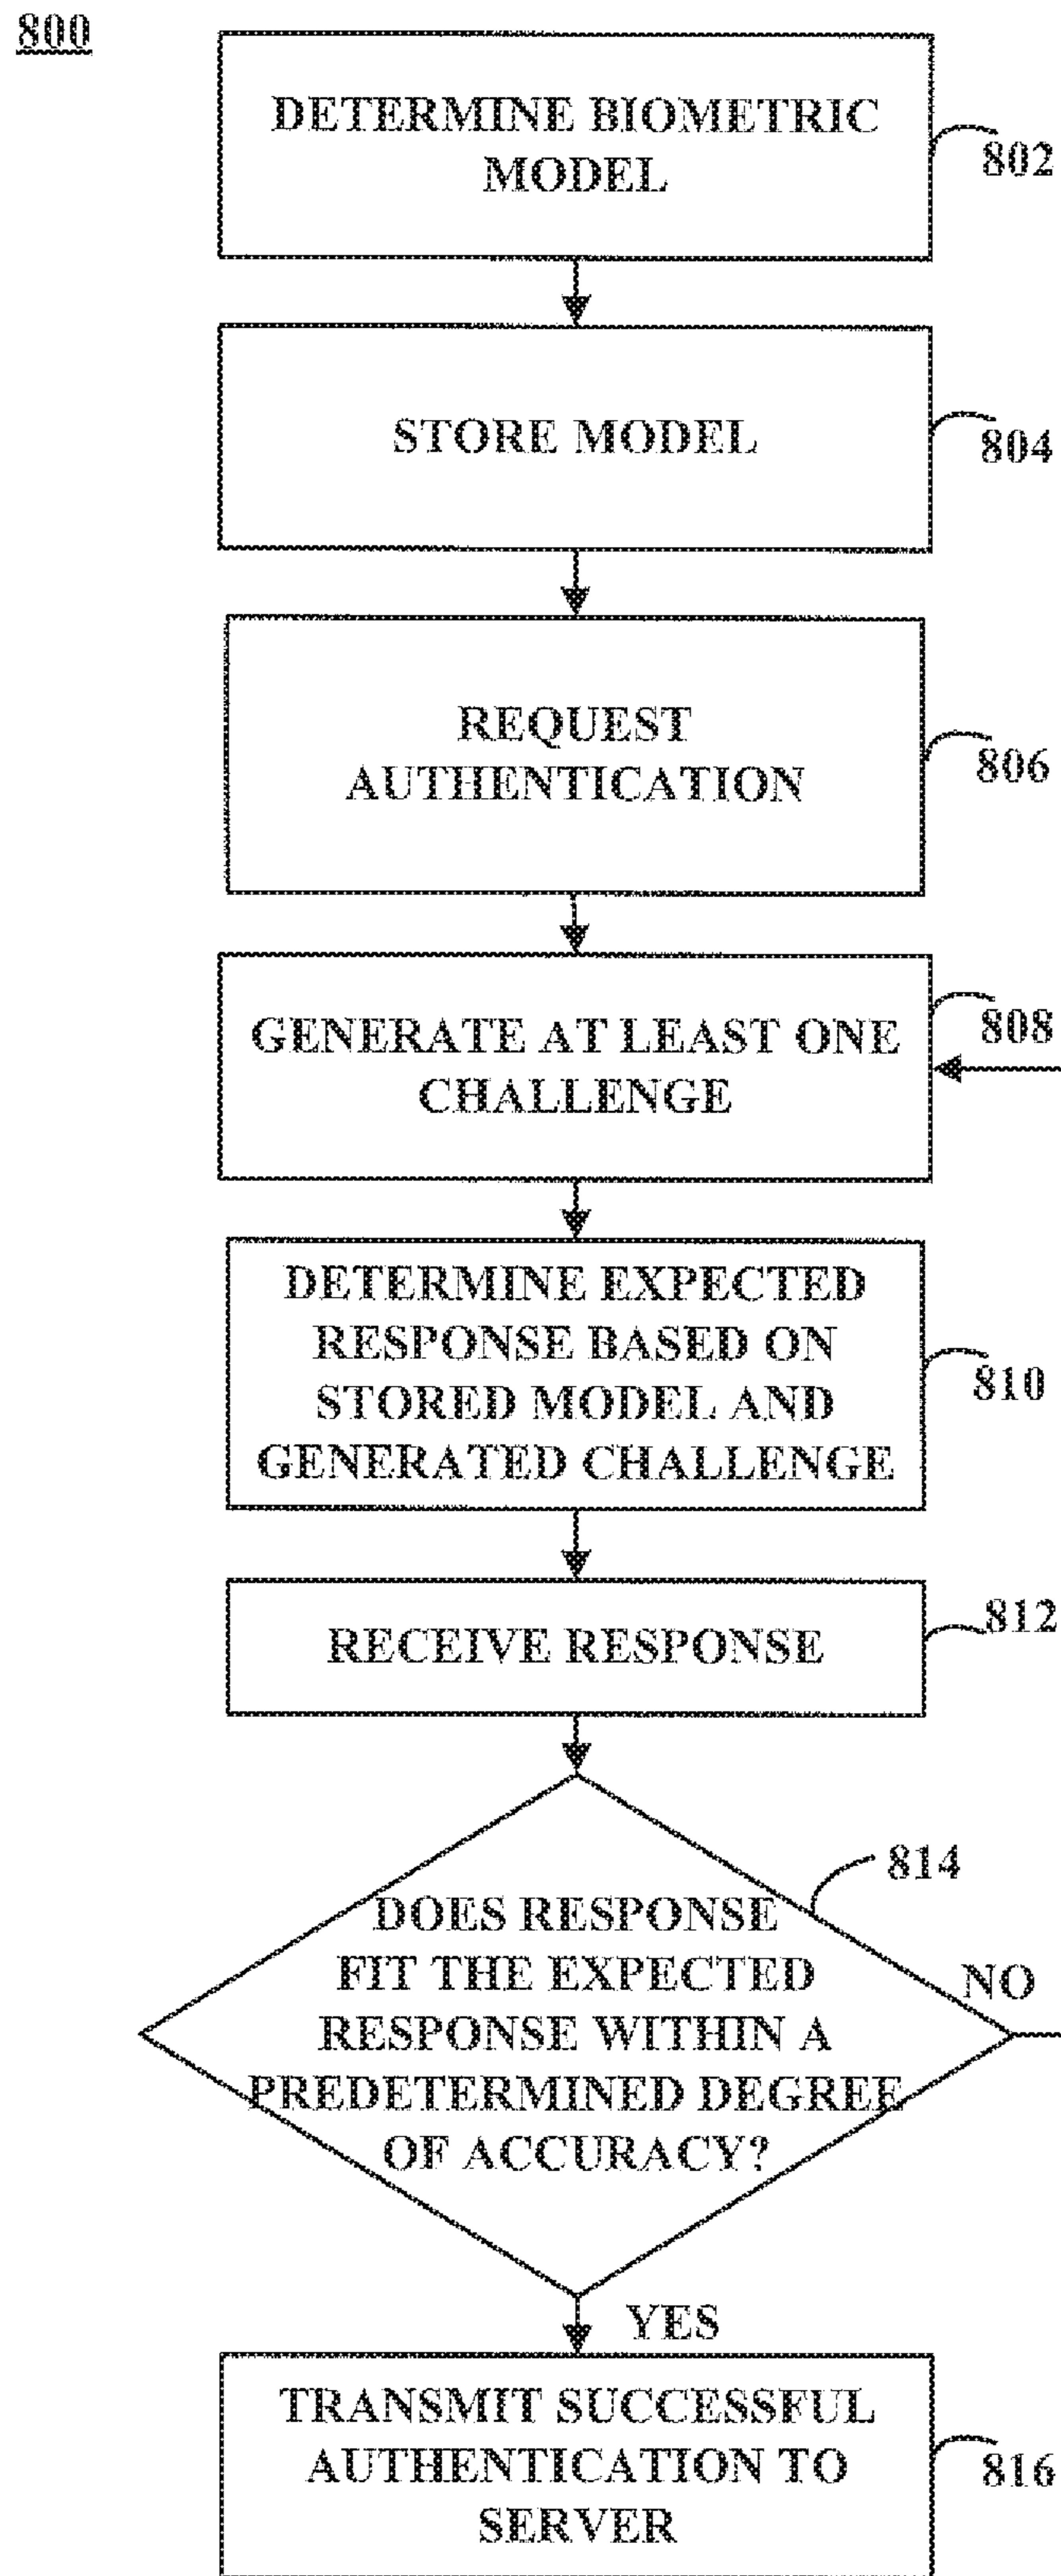 800
DETERMINE BIOMETRIC
MODEL
802
STORE MODEL
804
REQUEST
AUTHENTICATION
806
GENERATE AT LEAST ONE
CHALLENGE
808
DETERMINE EXPECTED
RESPONSE BASED ON
STORED MODEL AND
GENERATED CHALLENGE
810
RECEIVE RESPONSE
812
814
DOES RESPONSE
FIT THE EXPECTED
RESPONSE WITHIN A
PREDETERMINED DEGREE
OF ACCURACY?
NO
YES
TRANSMIT SUCCESSFUL
AUTHENTICATION TO
SERVER
816